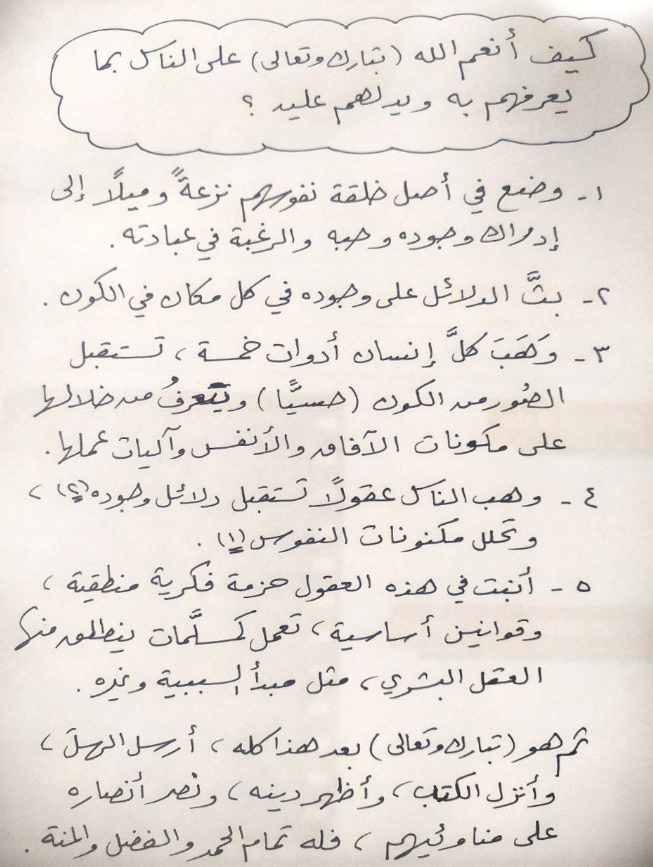 كيف أنعم الله (تبارك وتعالى) على الناس بما
يعرفهم به ويدلهم عليه ؟
١- وضع في أصل خلقة نفوسهم نزعةً وميلًا إلى
إدراك وجوده وحبه والرغبة في عبادته .
٢- بثَّ الدلائل على وجوده في كل مكان في الكون .
٣- وَهَبَ كلَّ إنسان أدوات خمسة ، تستقبل
الصُور من الكون (حسيًّا) ويتعرفُ من خلالها
على مكونات الآفاق والأنفس وآليات عملها .
٤- وهب الناس عقولًا تستقبل دلائل وجوده (٢) ،
وتحلل مكنونات النفوس (١) .
٥- أنبت في هذه العقول حزمة فكرية منطقية ،
وقوانين أساسية ، تعمل كمسلَّمات ينطلق منها
العقل البشري ، مثل مبدأ السببية وغيره .
ثم هو (تبارك وتعالى) بعد هذا كله ، أرسل الرسل ،
وأنزل الكتاب ، وأظهر دينه ، ونصر أنصاره
على مناوئيهم ، فله تمام الحمد والفضل والمنة .